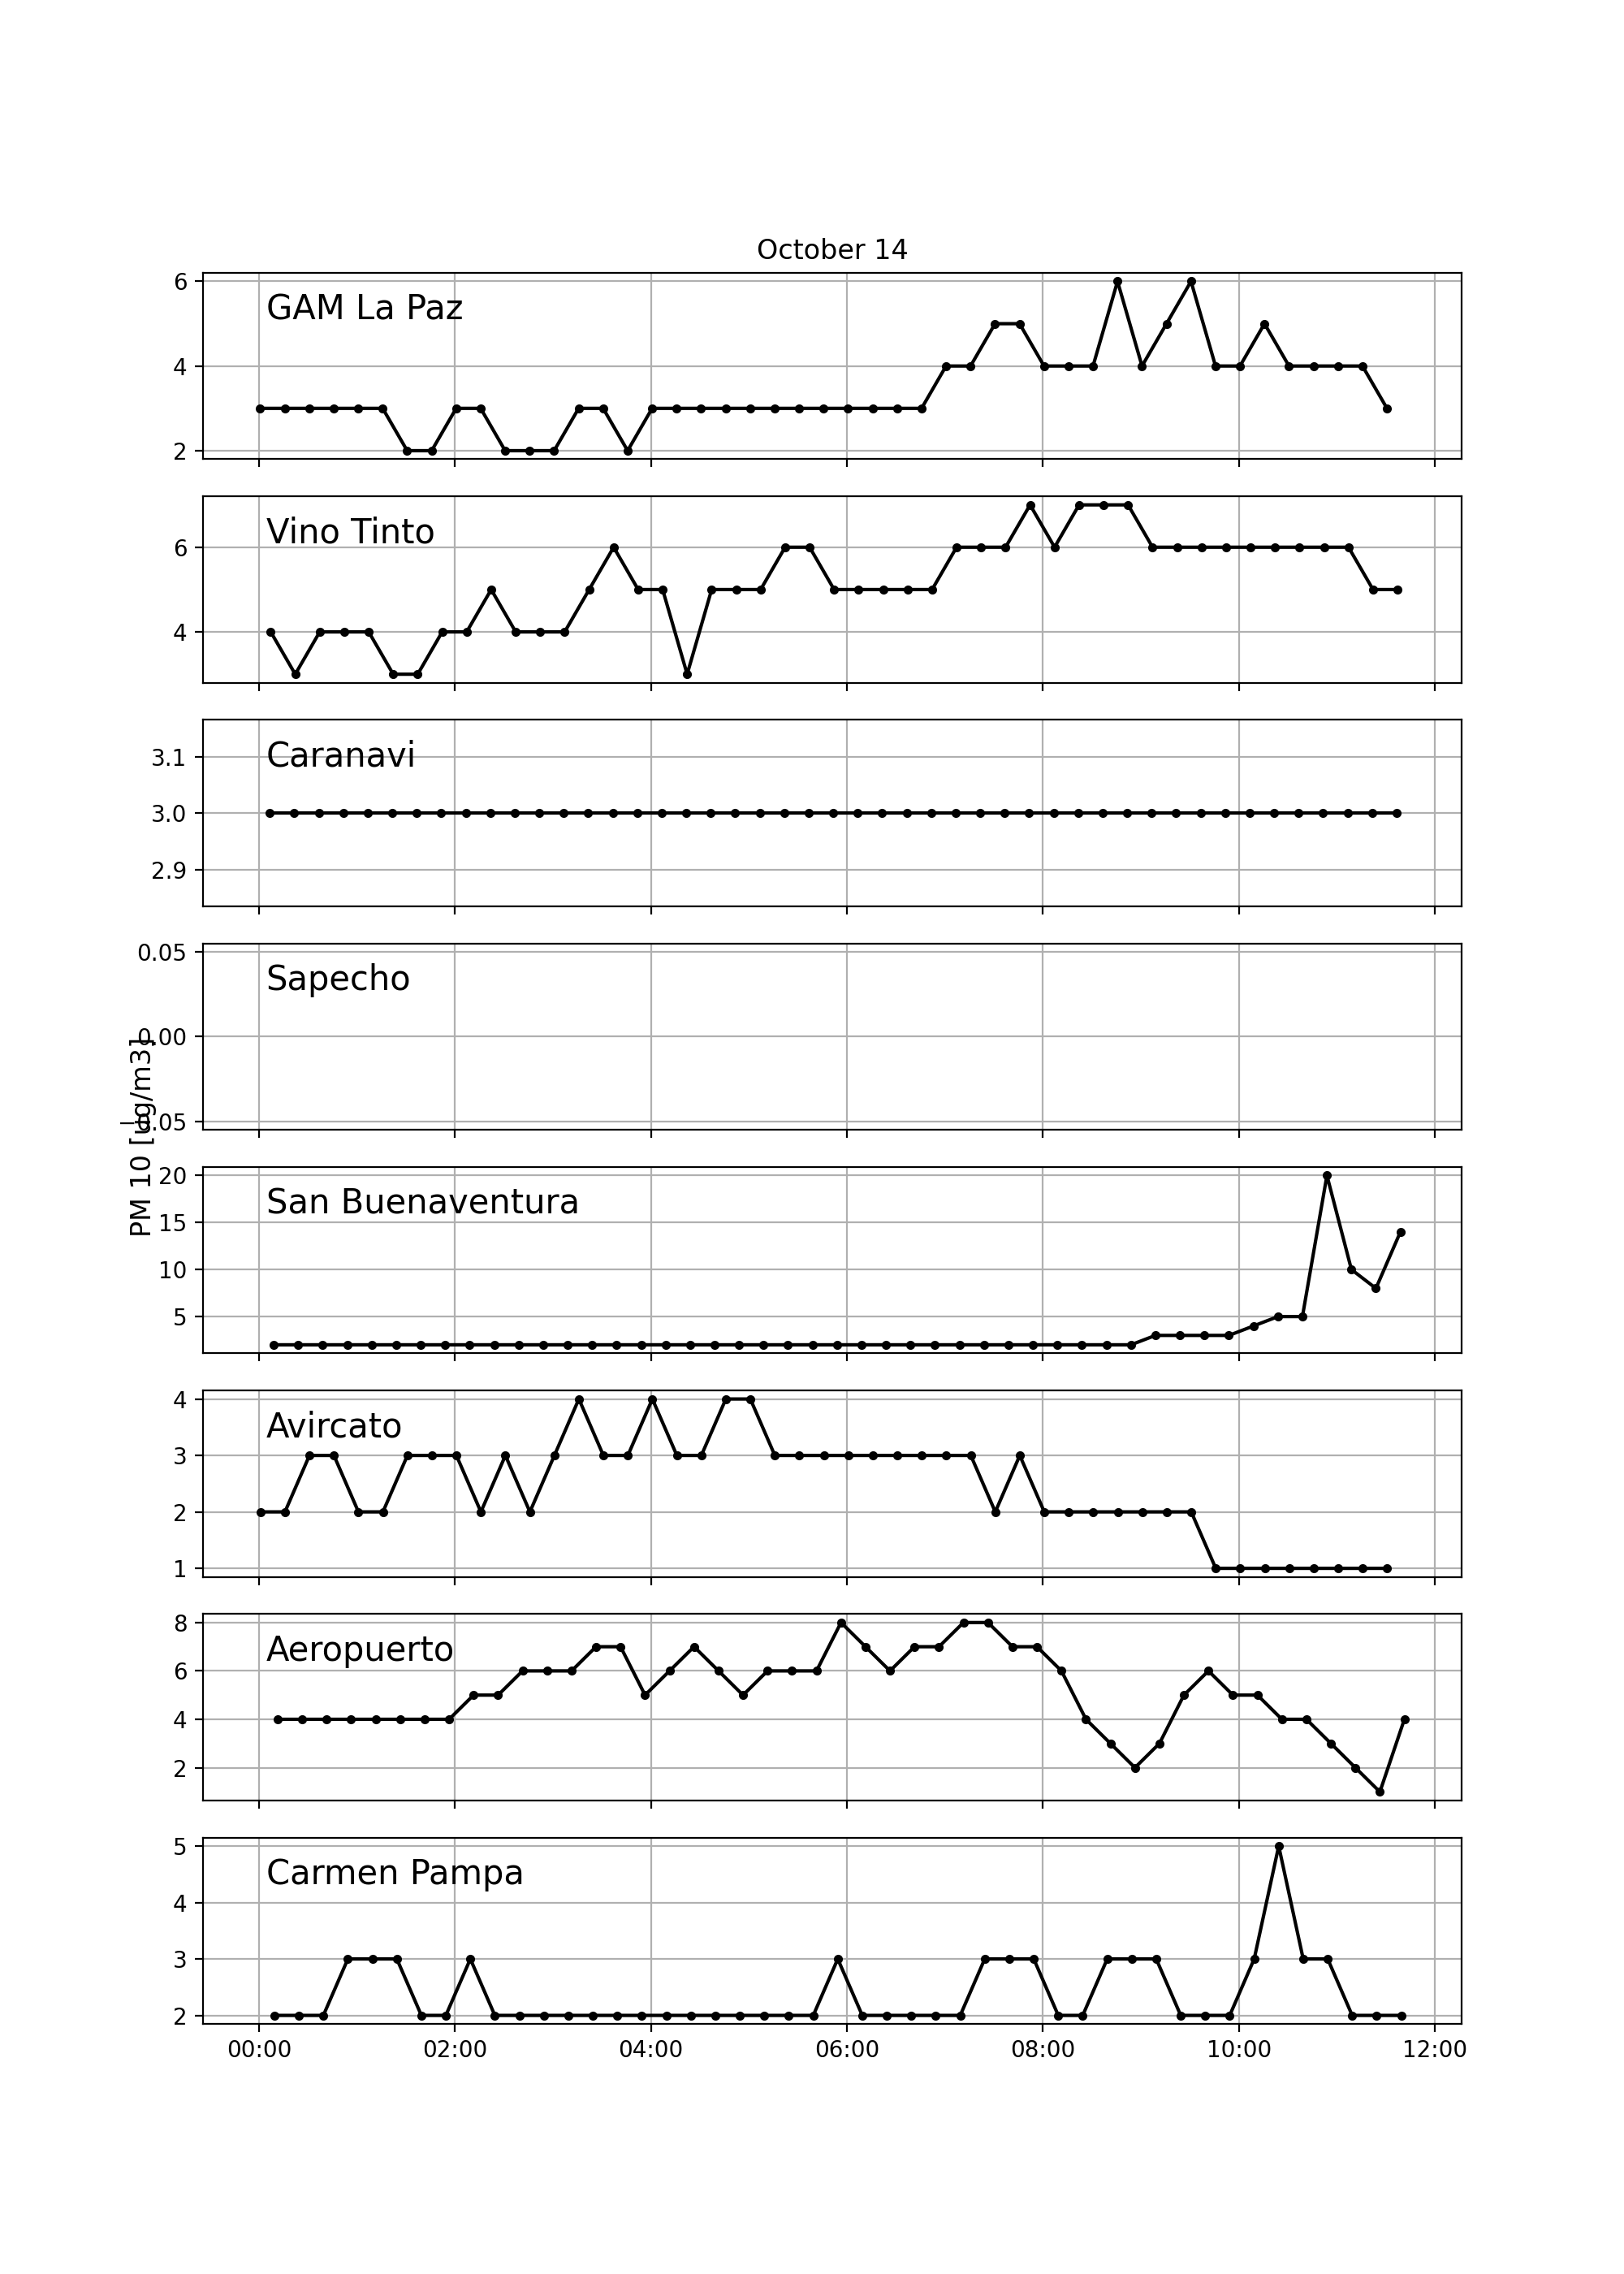 October 14
6
GAM La Paz
4
2
Vino Tinto
6
4
3.1
Caranavi
3.0
2.9
0.05
Sapecho
0.00
−0.05
PM 10 [ug/m3]
20
San Buenaventura
15
10
5
4
Avircato
3
2
1
8
Aeropuerto
6
4
2
5
Carmen Pampa
4
3
2
00:00 02:00 04:00 06:00 08:00 10:00 12:00